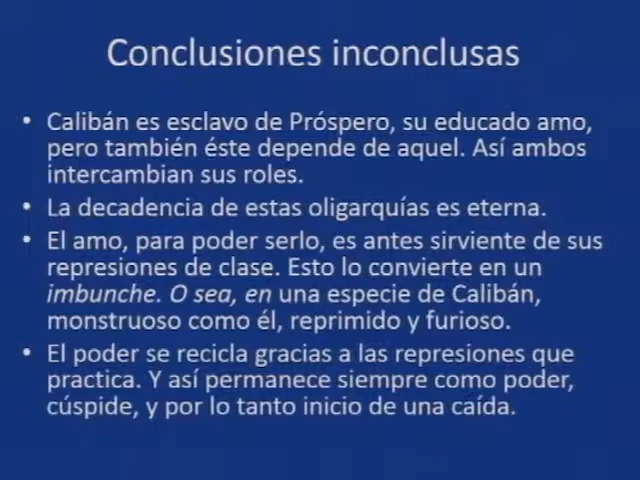 Conclusiones inconclusas
• Calibán es esclavo de Próspero, su educado amo,
pero también éste depende de aquel. Así ambos
intercambian sus roles.
• La decadencia de estas oligarquías es eterna.
• El amo, para poder serlo, es antes sirviente de sus
represiones de clase. Esto lo convierte en un
imbunche. O sea, en una especie de Calibán,
monstruoso como él, reprimido y furioso.
• El poder se recicla gracias a las represiones que
practica. Y así permanece siempre como poder,
cúspide, y por lo tanto inicio de una caída.